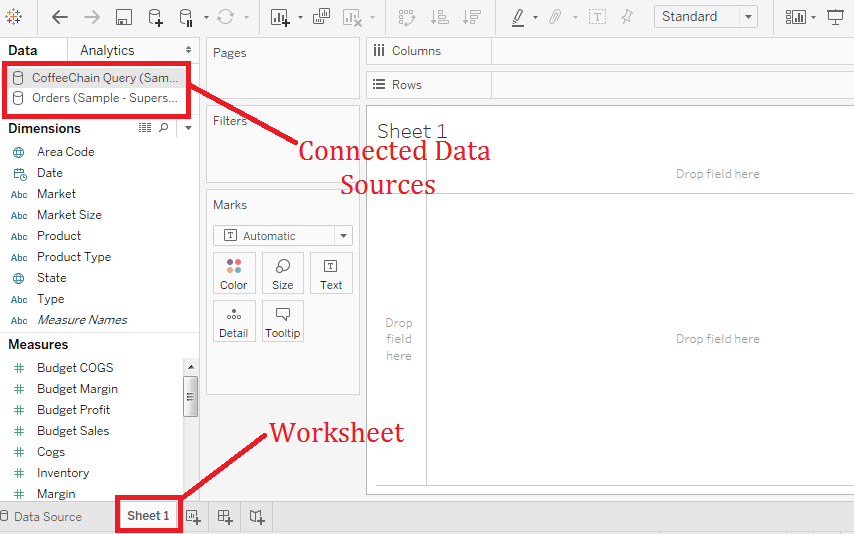 Standard
Data
Analytics
CoffeeChain Query (Sam...
Orders (Sample - Supers...
Dimensions
Area Code
Date
Abc Market
Abc Market Size
Abc Product
Abc Product Type
State
Abc Type
Abc Measure Names
Measures
# Budget COGS
# Budget Margin
# Budget Profit
# Budget Sales
# Cogs
# Inventory
# Margin
Pages
Filters
Marks
T Automatic
Color
Size
T
Text
Detail
Tooltip
Columns
Rows
Sheet 1
Drop field here
Drop
field
here
Drop field here
Connected Data
Sources
Worksheet
Data Source
Sheet 1